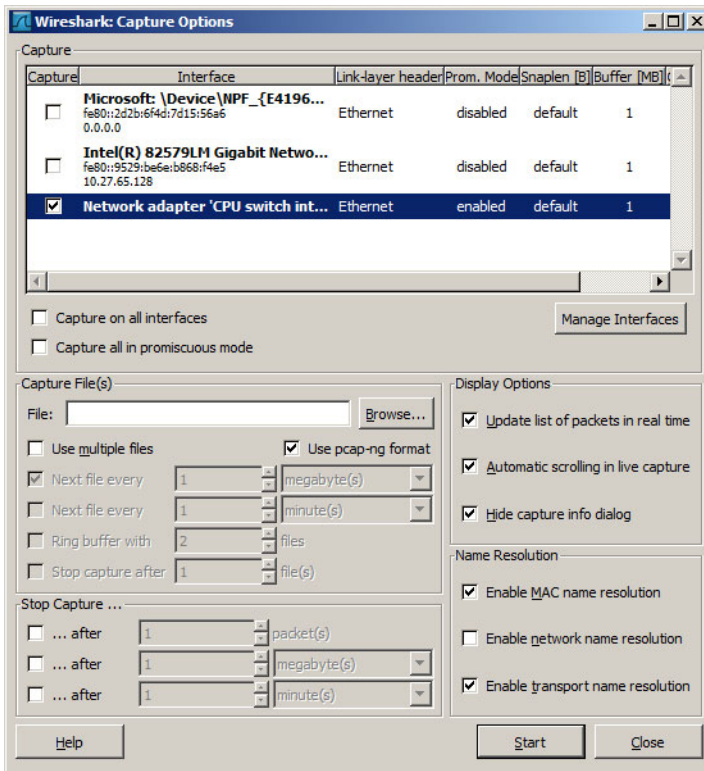 Wireshark: Capture Options
Capture
Capture Interface Link-layer header Prom. Mode Snaplen [B] Buffer [MB]
Microsoft: \Device\NPF_{E4196...
fe80::2d2b:6f4d:7d15:56a6
0.0.0.0
Ethernet disabled default 1
Intel(R) 82579LM Gigabit Netwo...
fe80::9529:be6e:b868:f4e5
10.27.65.128
Ethernet disabled default 1
Network adapter 'CPU switch int... Ethernet enabled default 1
Capture on all interfaces
Manage Interfaces
Capture all in promiscuous mode
Capture File(s)
File: Browse...
Use multiple files Use pcap-ng format
Next file every 1 megabyte(s)
Next file every 1 minute(s)
Ring buffer with 2 files
Stop capture after 1 file(s)
Stop Capture ...
... after 1 packet(s)
... after 1 megabyte(s)
... after 1 minute(s)
Display Options
Update list of packets in real time
Automatic scrolling in live capture
Hide capture info dialog
Name Resolution
Enable MAC name resolution
Enable network name resolution
Enable transport name resolution
Help Start Close